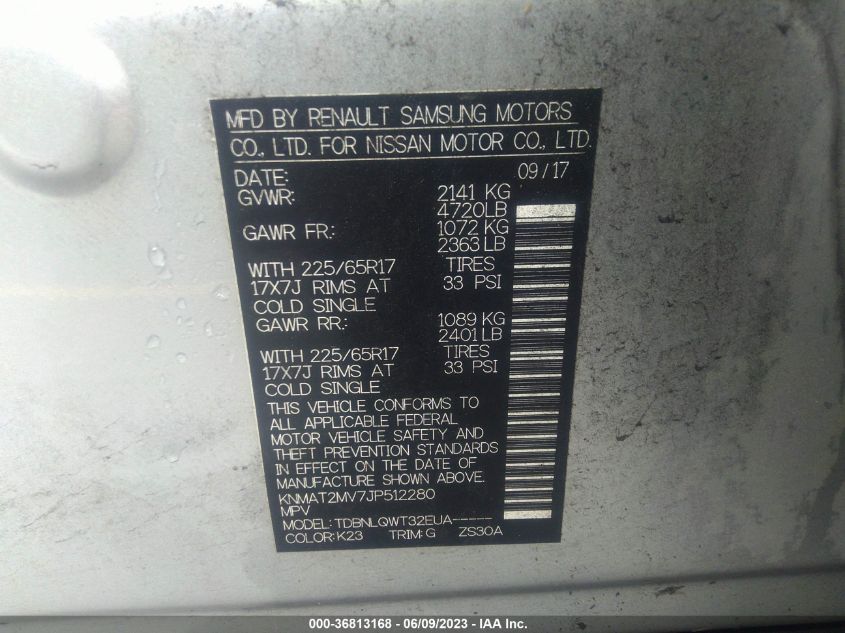 MFD BY RENAULT SAMSUNG MOTORS
CO., LTD. FOR NISSAN MOTOR CO., LTD.
DATE: 09/17
GVWR: 2141 KG
4720LB
GAWR FR: 1072 KG
2363LB
WITH 225/65R17 TIRES
17X7J RIMS AT 33 PSI
COLD SINGLE
GAWR RR: 1089 KG
2401LB
WITH 225/65R17 TIRES
17X7J RIMS AT 33 PSI
COLD SINGLE
THIS VEHICLE CONFORMS TO
ALL APPLICABLE FEDERAL
MOTOR VEHICLE SAFETY AND
THEFT PREVENTION STANDARDS
IN EFFECT ON THE DATE OF
MANUFACTURE SHOWN ABOVE.
KNMAT2MV7JP512280
MPV
MODEL: TDBNLQWT32EUA-----
COLOR: K23 TRIM: G ZS30A
000-36813168 - 06/09/2023 - IAA Inc.